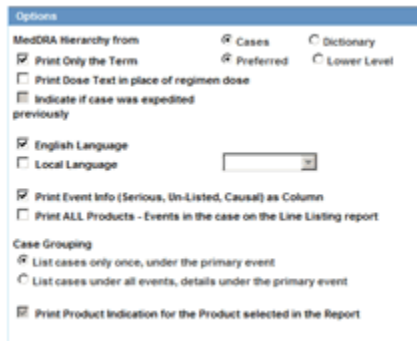 Options
MedDRA Hierarchy from Cases Dictionary
Print Only the Term Preferred Lower Level
Print Dose Text in place of regimen dose
Indicate if case was expedited
previously
English Language
Local Language
Print Event Info (Serious, Un-Listed, Causal) as Column
Print ALL Products - Events in the case on the Line Listing report
Case Grouping
List cases only once, under the primary event
List cases under all events, details under the primary event
Print Product Indication for the Product selected in the Report